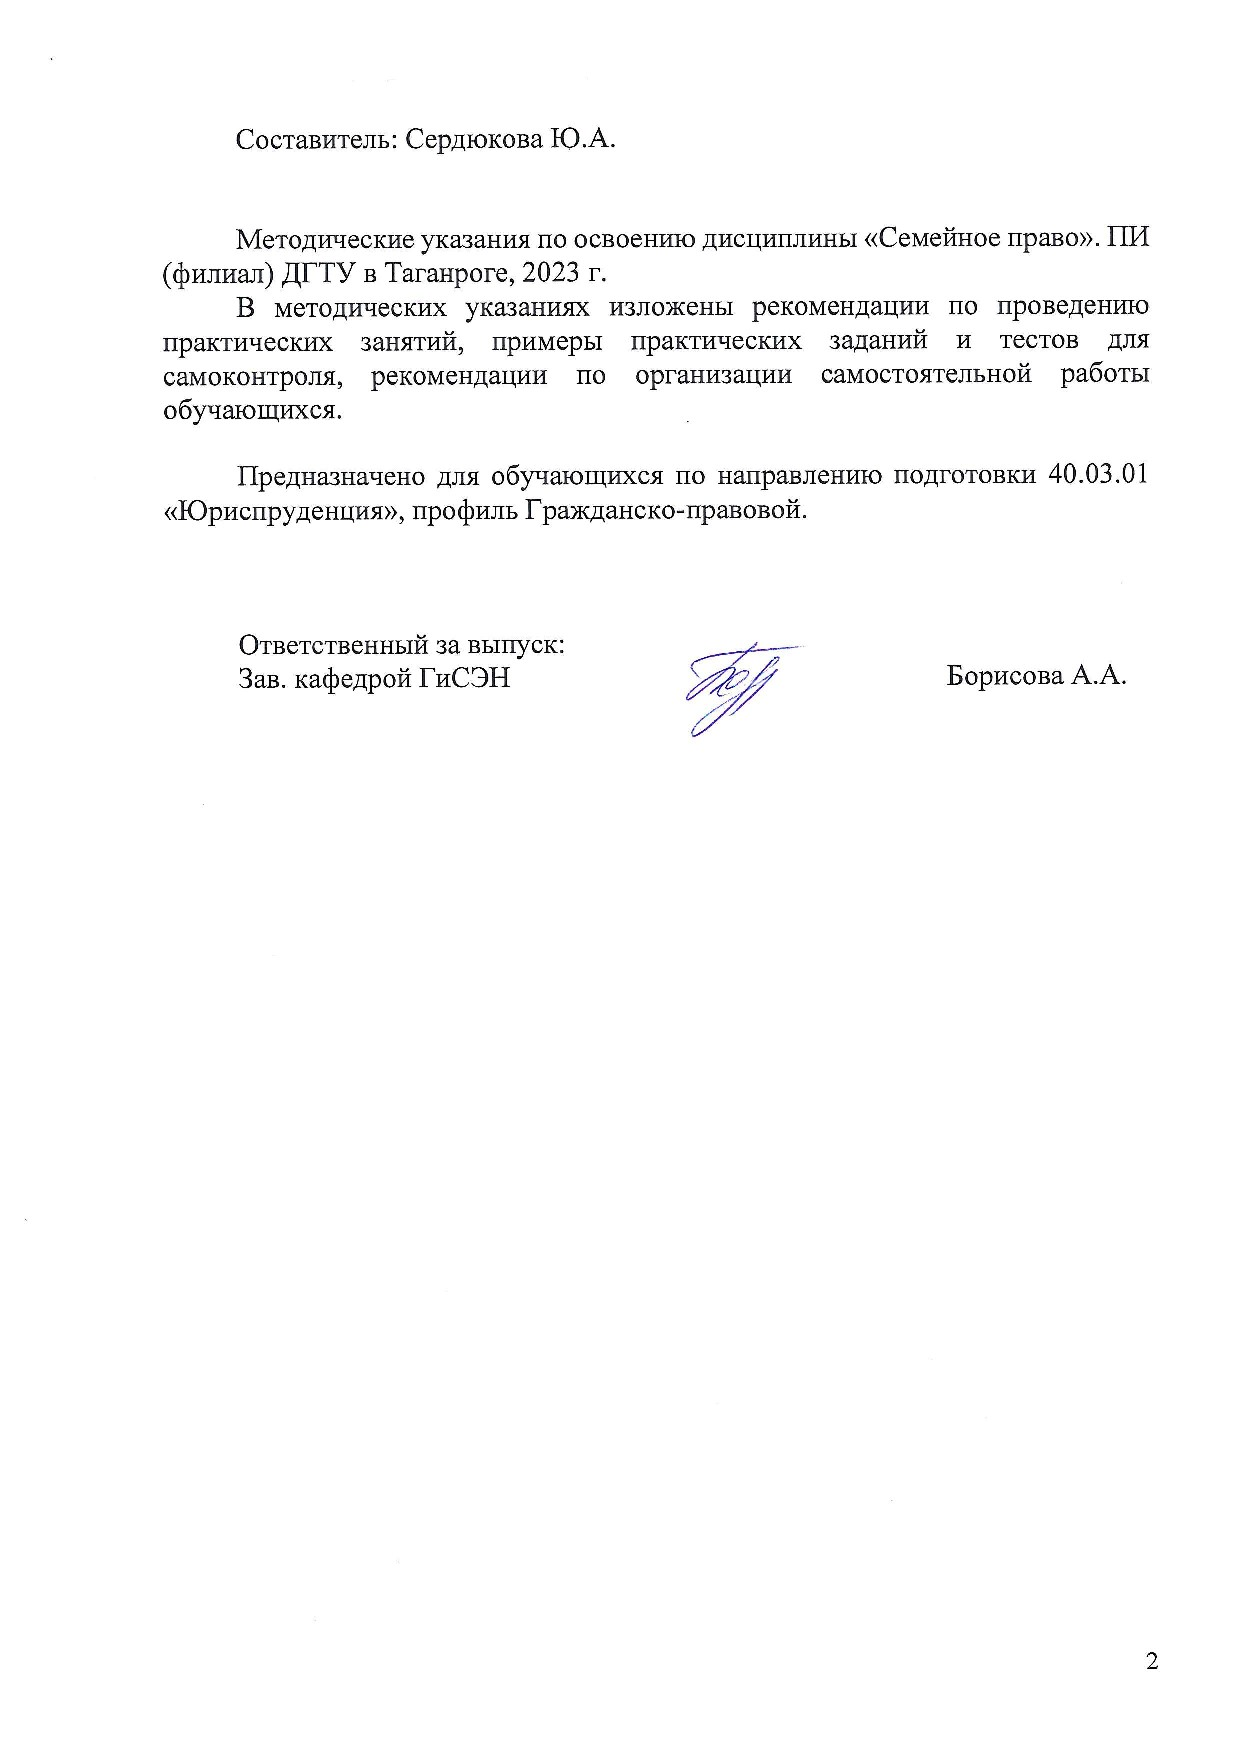 Составитель: Сердюкова Ю.А.
Методические указания по освоению дисциплины «Семейное право». ПИ
(филиал) ДГТУ в Таганроге, 2023 г.
В методических указаниях изложены рекомендации по проведению
практических занятий, примеры практических заданий и тестов для
самоконтроля, рекомендации по организации самостоятельной работы
обучающихся.
Предназначено для обучающихся по направлению подготовки 40.03.01
«Юриспруденция», профиль Гражданско-правовой.
Ответственный за выпуск:
Зав. кафедрой ГиСЭН Борисова А.А.
2